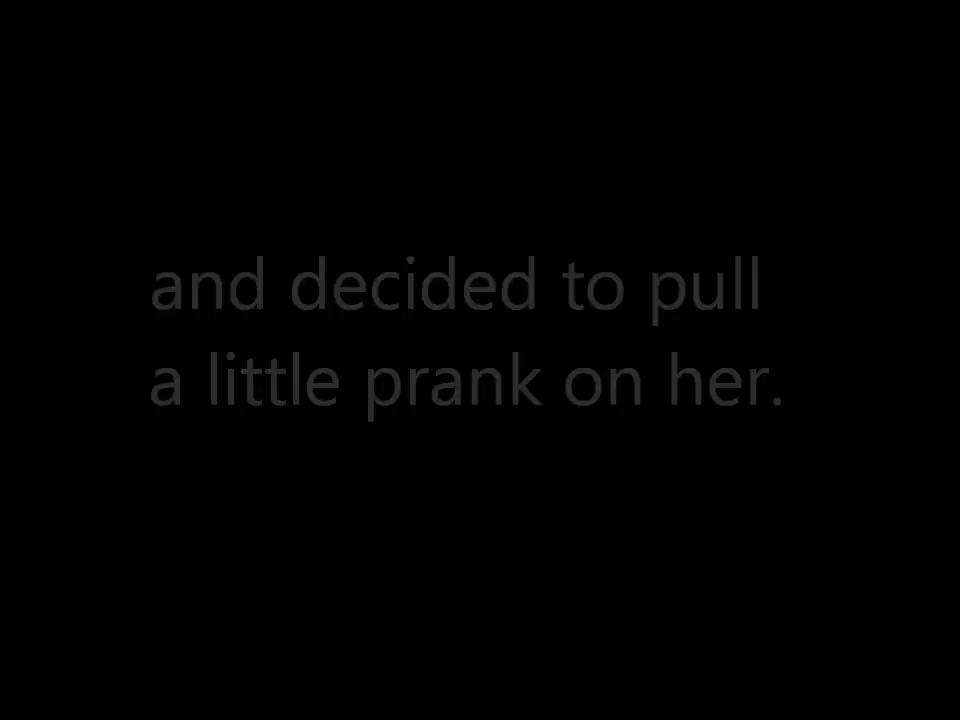 and decided to pull
a little prank on her.